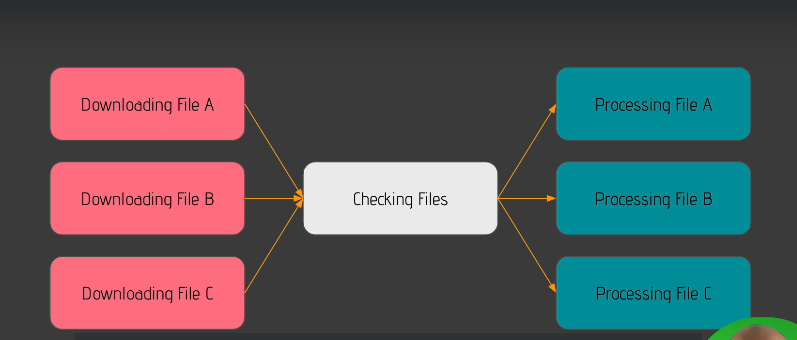 Downloading File A
Processing File A
Downloading File B
Checking Files
Processing File B
Downloading File C
Processing File C